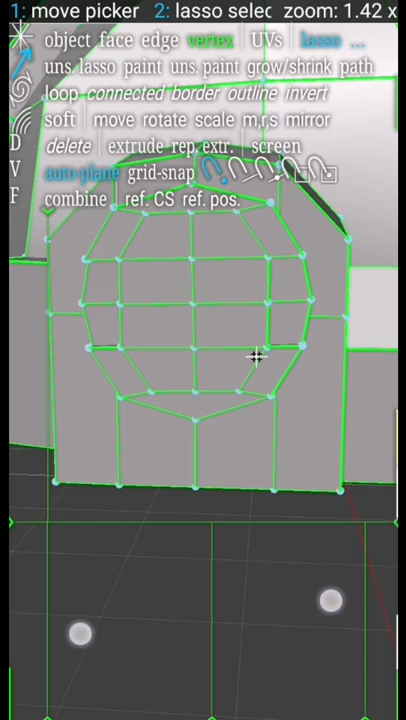 1: move picker 2: lasso selec zoom: 1.42 x
object face edge vertex | UVs | lasso ...
uns. lasso paint uns. paint grow/shrink path
loop connected border outline invert
soft | move rotate scale m,r,s mirror
delete | extrude rep. extr. | screen
D
auto-plane grid-snap
V
combine ref. CS ref. pos.
F